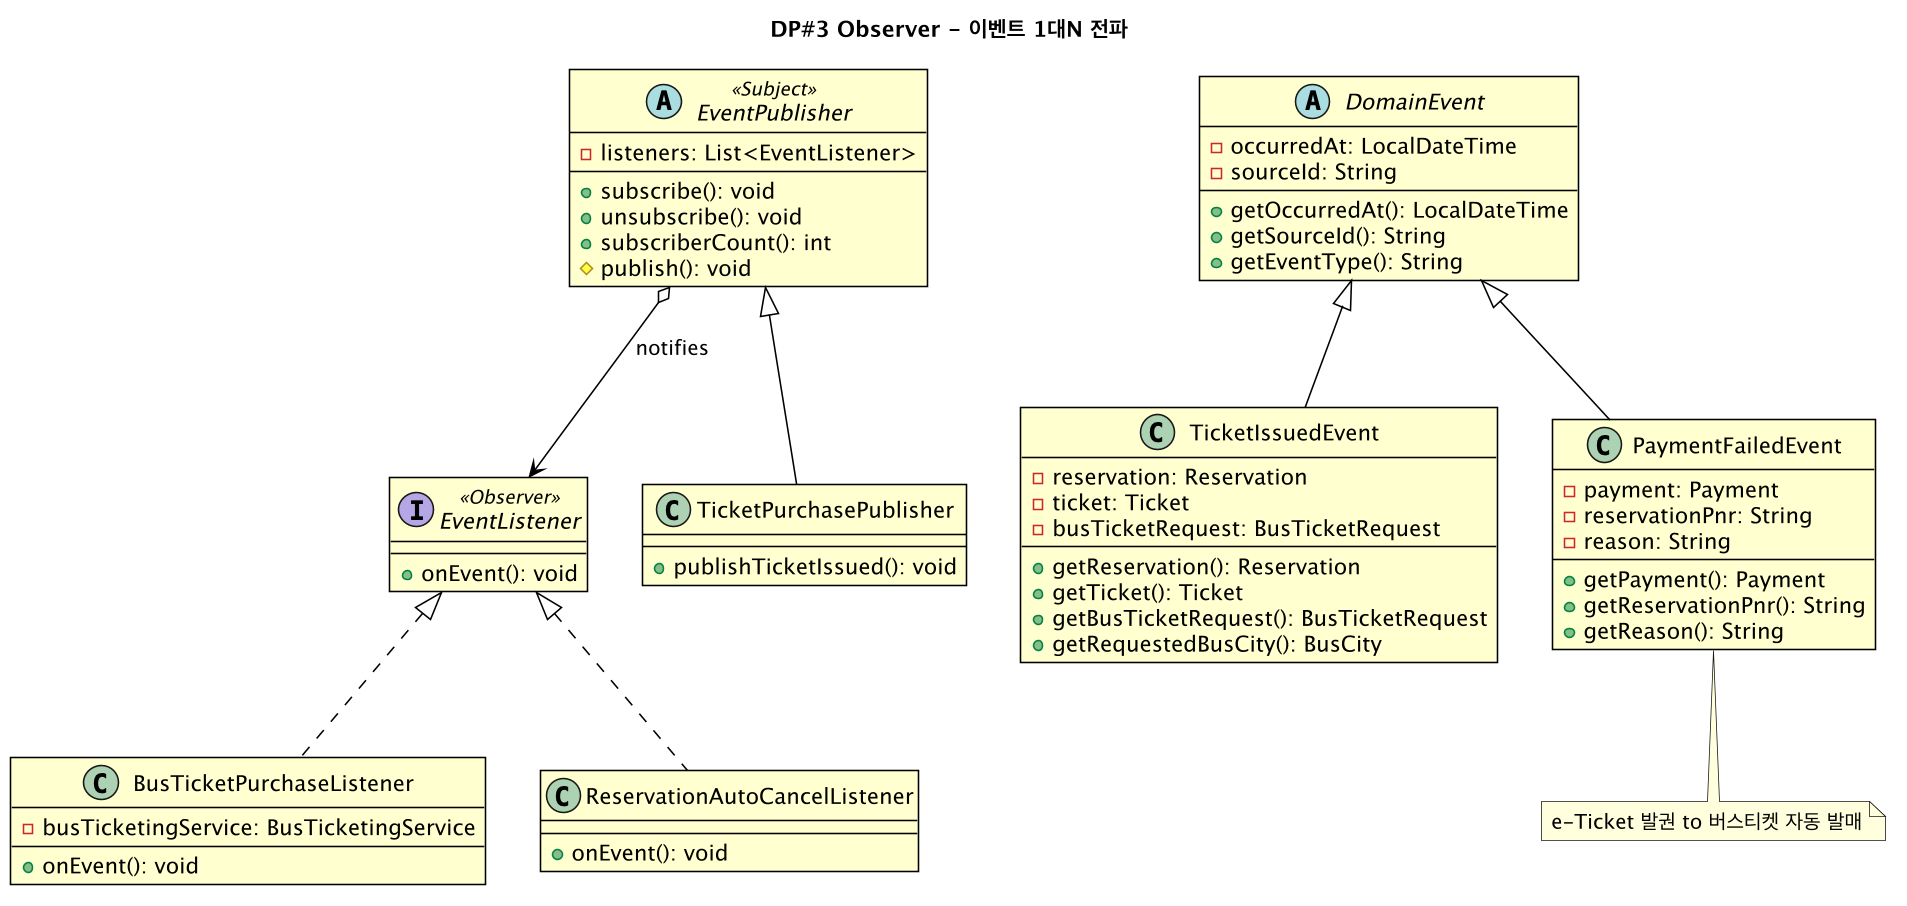 DP#3 Observer - 이벤트 1대N 전파
A
«Subject»
EventPublisher
listeners: List<EventListener>
subscribe(): void
unsubscribe(): void
subscriberCount(): int
publish(): void
A
DomainEvent
occurredAt: LocalDateTime
sourceId: String
getOccurredAt(): LocalDateTime
getSourceId(): String
getEventType(): String
notifies
I
«Observer»
EventListener
onEvent(): void
C
TicketPurchasePublisher
publishTicketIssued(): void
C
TicketIssuedEvent
reservation: Reservation
ticket: Ticket
busTicketRequest: BusTicketRequest
getReservation(): Reservation
getTicket(): Ticket
getBusTicketRequest(): BusTicketRequest
getRequestedBusCity(): BusCity
C
PaymentFailedEvent
payment: Payment
reservationPnr: String
reason: String
getPayment(): Payment
getReservationPnr(): String
getReason(): String
C
BusTicketPurchaseListener
busTicketingService: BusTicketingService
onEvent(): void
C
ReservationAutoCancelListener
onEvent(): void
e-Ticket 발권 to 버스티켓 자동 발매